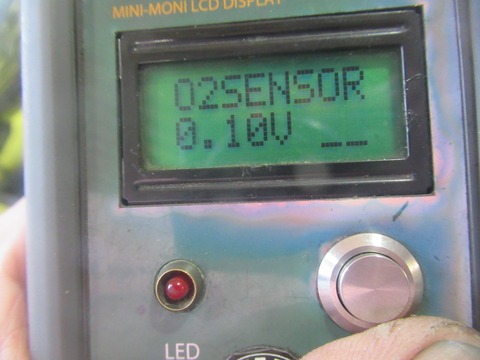 MINI-MONI LCD DISPLAY
O2SENSOR
0.10V __
LED